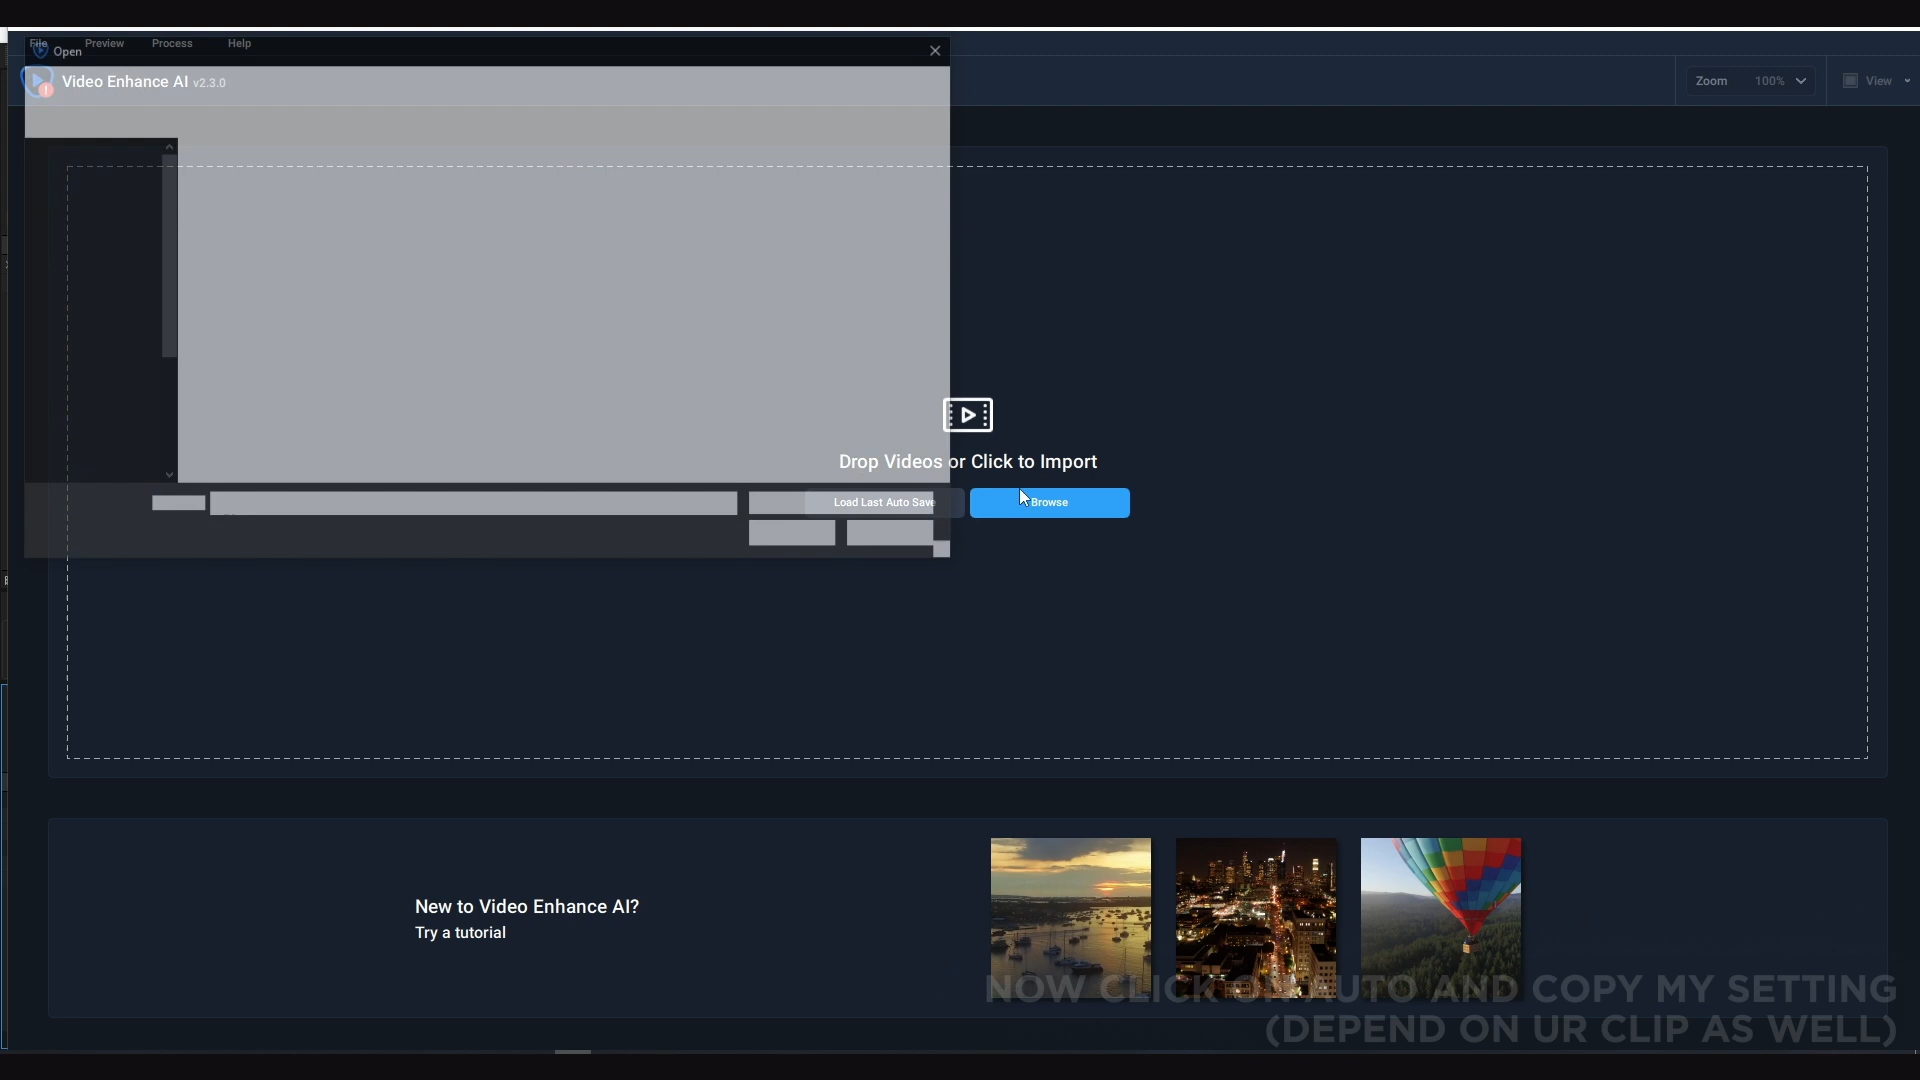 File Preview Process Help
Open
Video Enhance AI v2.3.0
Zoom 100% View
Drop Videos or Click to Import
Load Last Auto Save
Browse
New to Video Enhance AI?
Try a tutorial
NOW CLICK ON AUTO AND COPY MY SETTING
(DEPEND ON UR CLIP AS WELL)